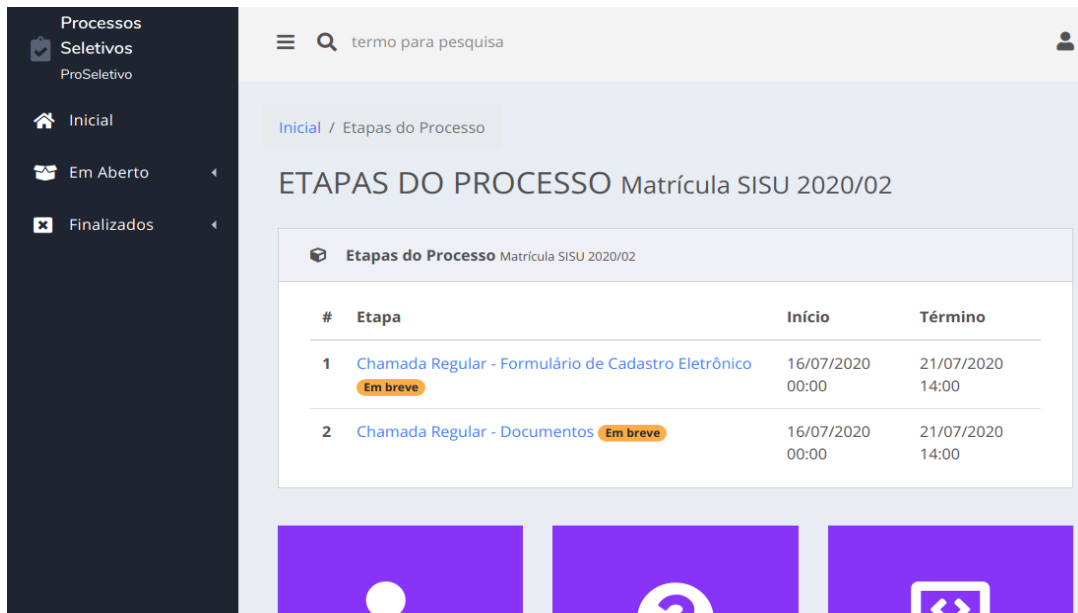 Processos
Seletivos
ProSeletivo
Inicial
Em Aberto
Finalizados
termo para pesquisa
Inicial / Etapas do Processo
ETAPAS DO PROCESSO Matrícula SISU 2020/02
Etapas do Processo Matrícula SISU 2020/02
# Etapa Início Término
1 Chamada Regular - Formulário de Cadastro Eletrônico 16/07/2020 21/07/2020
Em breve 00:00 14:00
2 Chamada Regular - Documentos Em breve 16/07/2020 21/07/2020
00:00 14:00